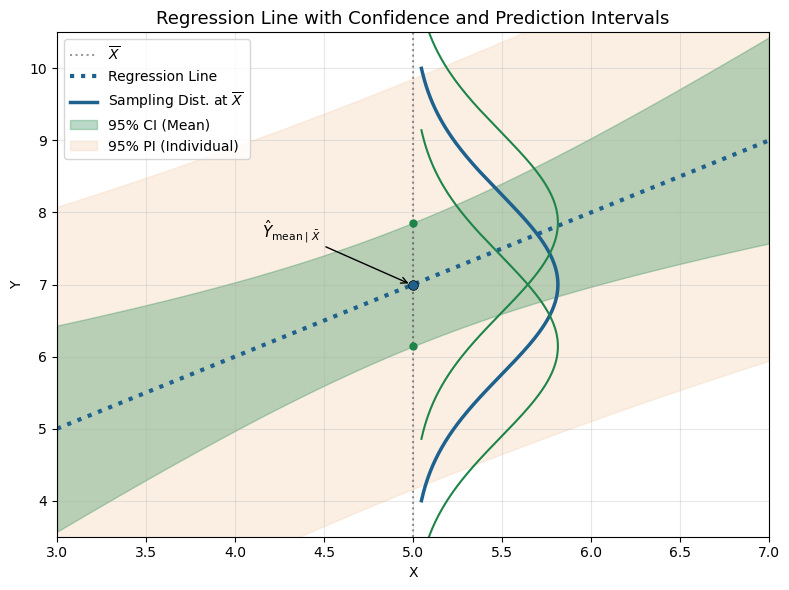 Regression Line with Confidence and Prediction Intervals
X̅
Regression Line
Sampling Dist. at X̅
95% CI (Mean)
95% PI (Individual)
Ŷmean | X̄
10
9
8
7
6
5
4
Y
3.0 3.5 4.0 4.5 5.0 5.5 6.0 6.5 7.0
X